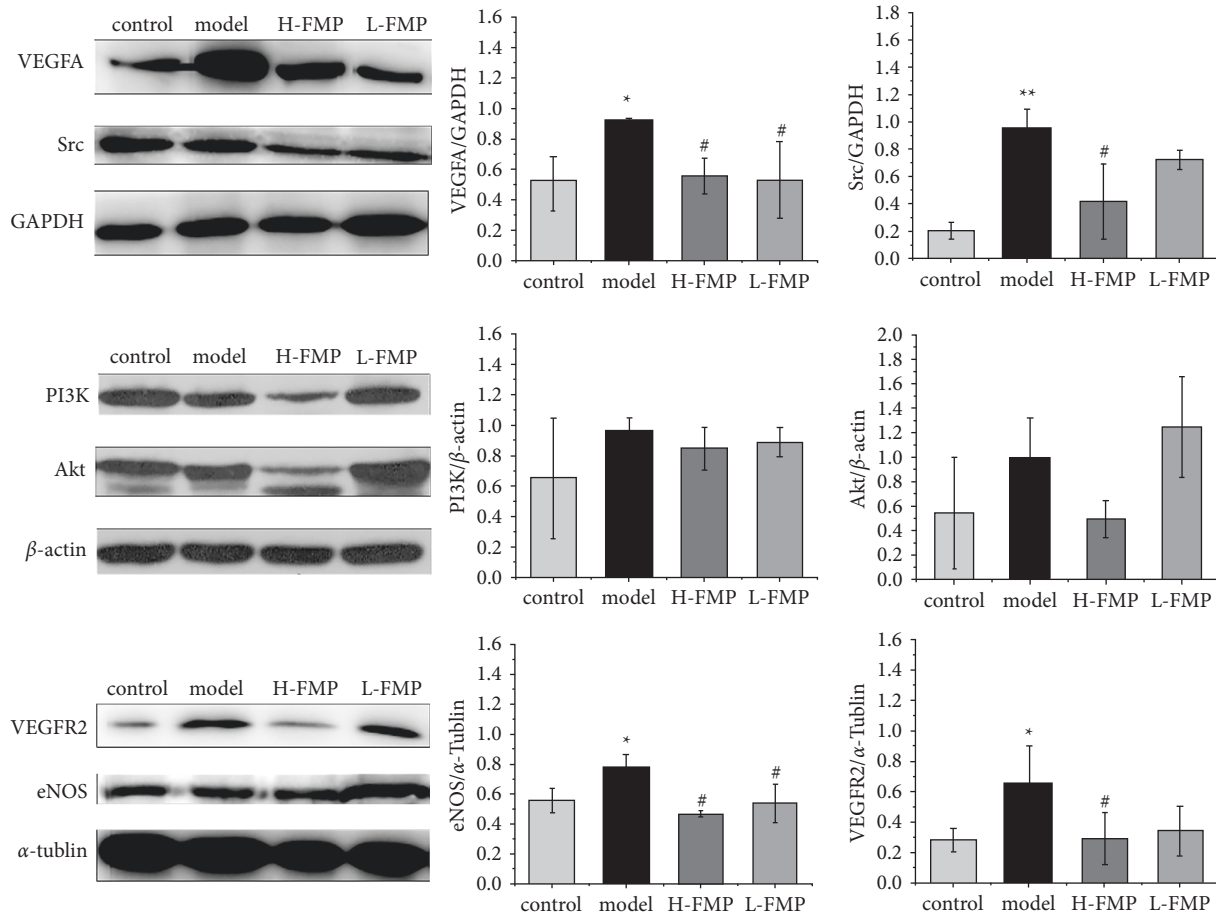 control model H-FMP L-FMP
VEGFA
Src
GAPDH
VEGFA/GAPDH
1.6
1.4
1.2
1.0
0.8
0.6
0.4
0.2
0.0
*
#
#
control model H-FMP L-FMP
Src/GAPDH
1.8
1.6
1.4
1.2
1.0
0.8
0.6
0.4
0.2
0.0
**
#
control model H-FMP L-FMP
control model H-FMP L-FMP
PI3K
Akt
β-actin
PI3K/β-actin
1.6
1.4
1.2
1.0
0.8
0.6
0.4
0.2
0.0
control model H-FMP L-FMP
Akt/β-actin
2.0
1.8
1.6
1.4
1.2
1.0
0.8
0.6
0.4
0.2
0.0
control model H-FMP L-FMP
control model H-FMP L-FMP
VEGFR2
eNOS
α-tublin
eNOS/α-Tublin
1.6
1.4
1.2
1.0
0.8
0.6
0.4
0.2
0.0
*
#
#
control model H-FMP L-FMP
VEGFR2/α-Tublin
1.6
1.4
1.2
1.0
0.8
0.6
0.4
0.2
0.0
*
#
control model H-FMP L-FMP